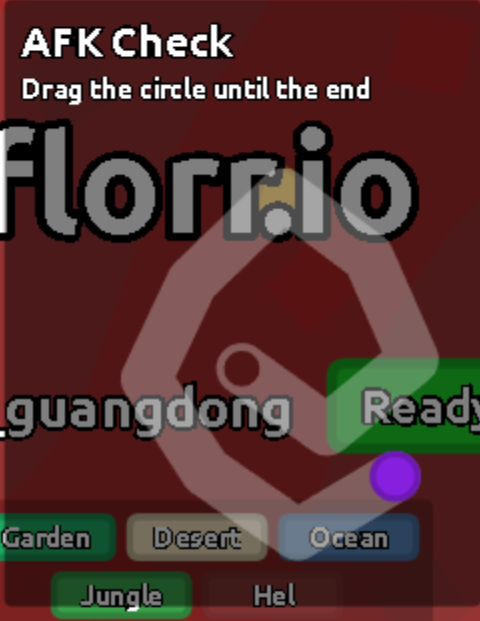 AFK Check
Drag the circle until the end
florr.io
_guangdong
Ready
Garden Desert Ocean
Jungle Hel